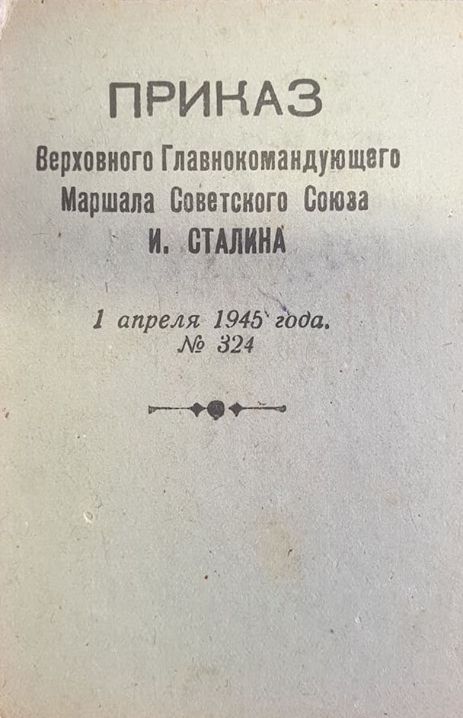 ПРИКАЗ
Верховного Главнокомандующего
Маршала Советского Союза
И. СТАЛИНА
1 апреля 1945 года.
№ 324